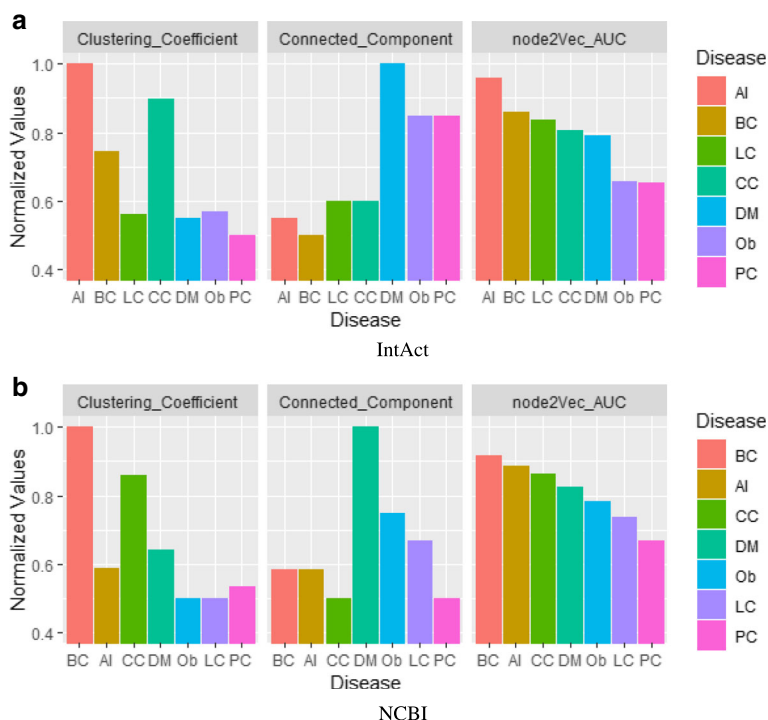 a
Clustering_Coefficient Connected_Component node2Vec_AUC
Normalized Values
1.0
0.8
0.6
0.4
AI BC LC CC DM Ob PC AI BC LC CC DM Ob PC AI BC LC CC DM Ob PC
Disease
IntAct
Disease
AI
BC
LC
CC
DM
Ob
PC
b
Clustering_Coefficient Connected_Component node2Vec_AUC
Normalized Values
1.0
0.8
0.6
0.4
BC AI CC DM Ob LC PC BC AI CC DM Ob LC PC BC AI CC DM Ob LC PC
Disease
NCBI
Disease
BC
AI
CC
DM
Ob
LC
PC